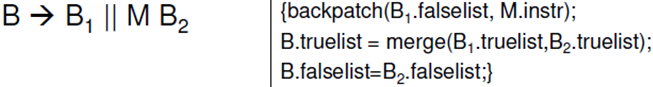 B → B₁ || M B₂
{backpatch(B₁.falselist, M.instr);
B.truelist = merge(B₁.truelist,B₂.truelist);
B.falselist=B₂.falselist;}